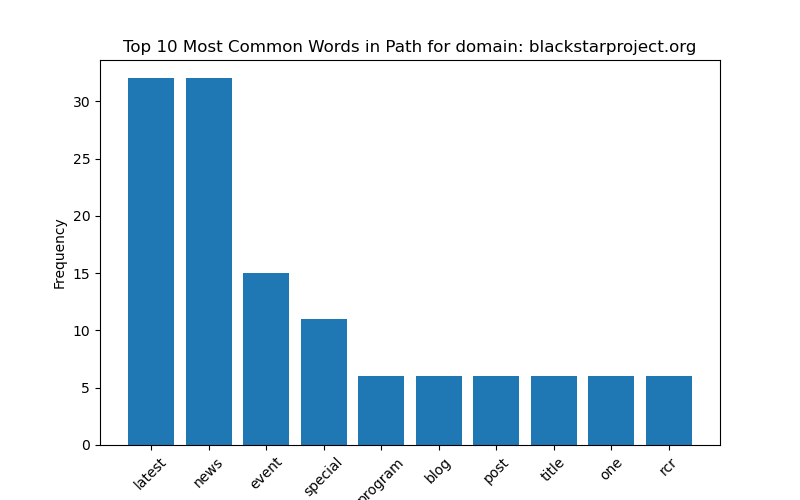 Top 10 Most Common Words in Path for domain: blackstarproject.org
Frequency
30
25
20
15
10
5
0
latest
news
event
special
program
blog
post
title
one
rcr